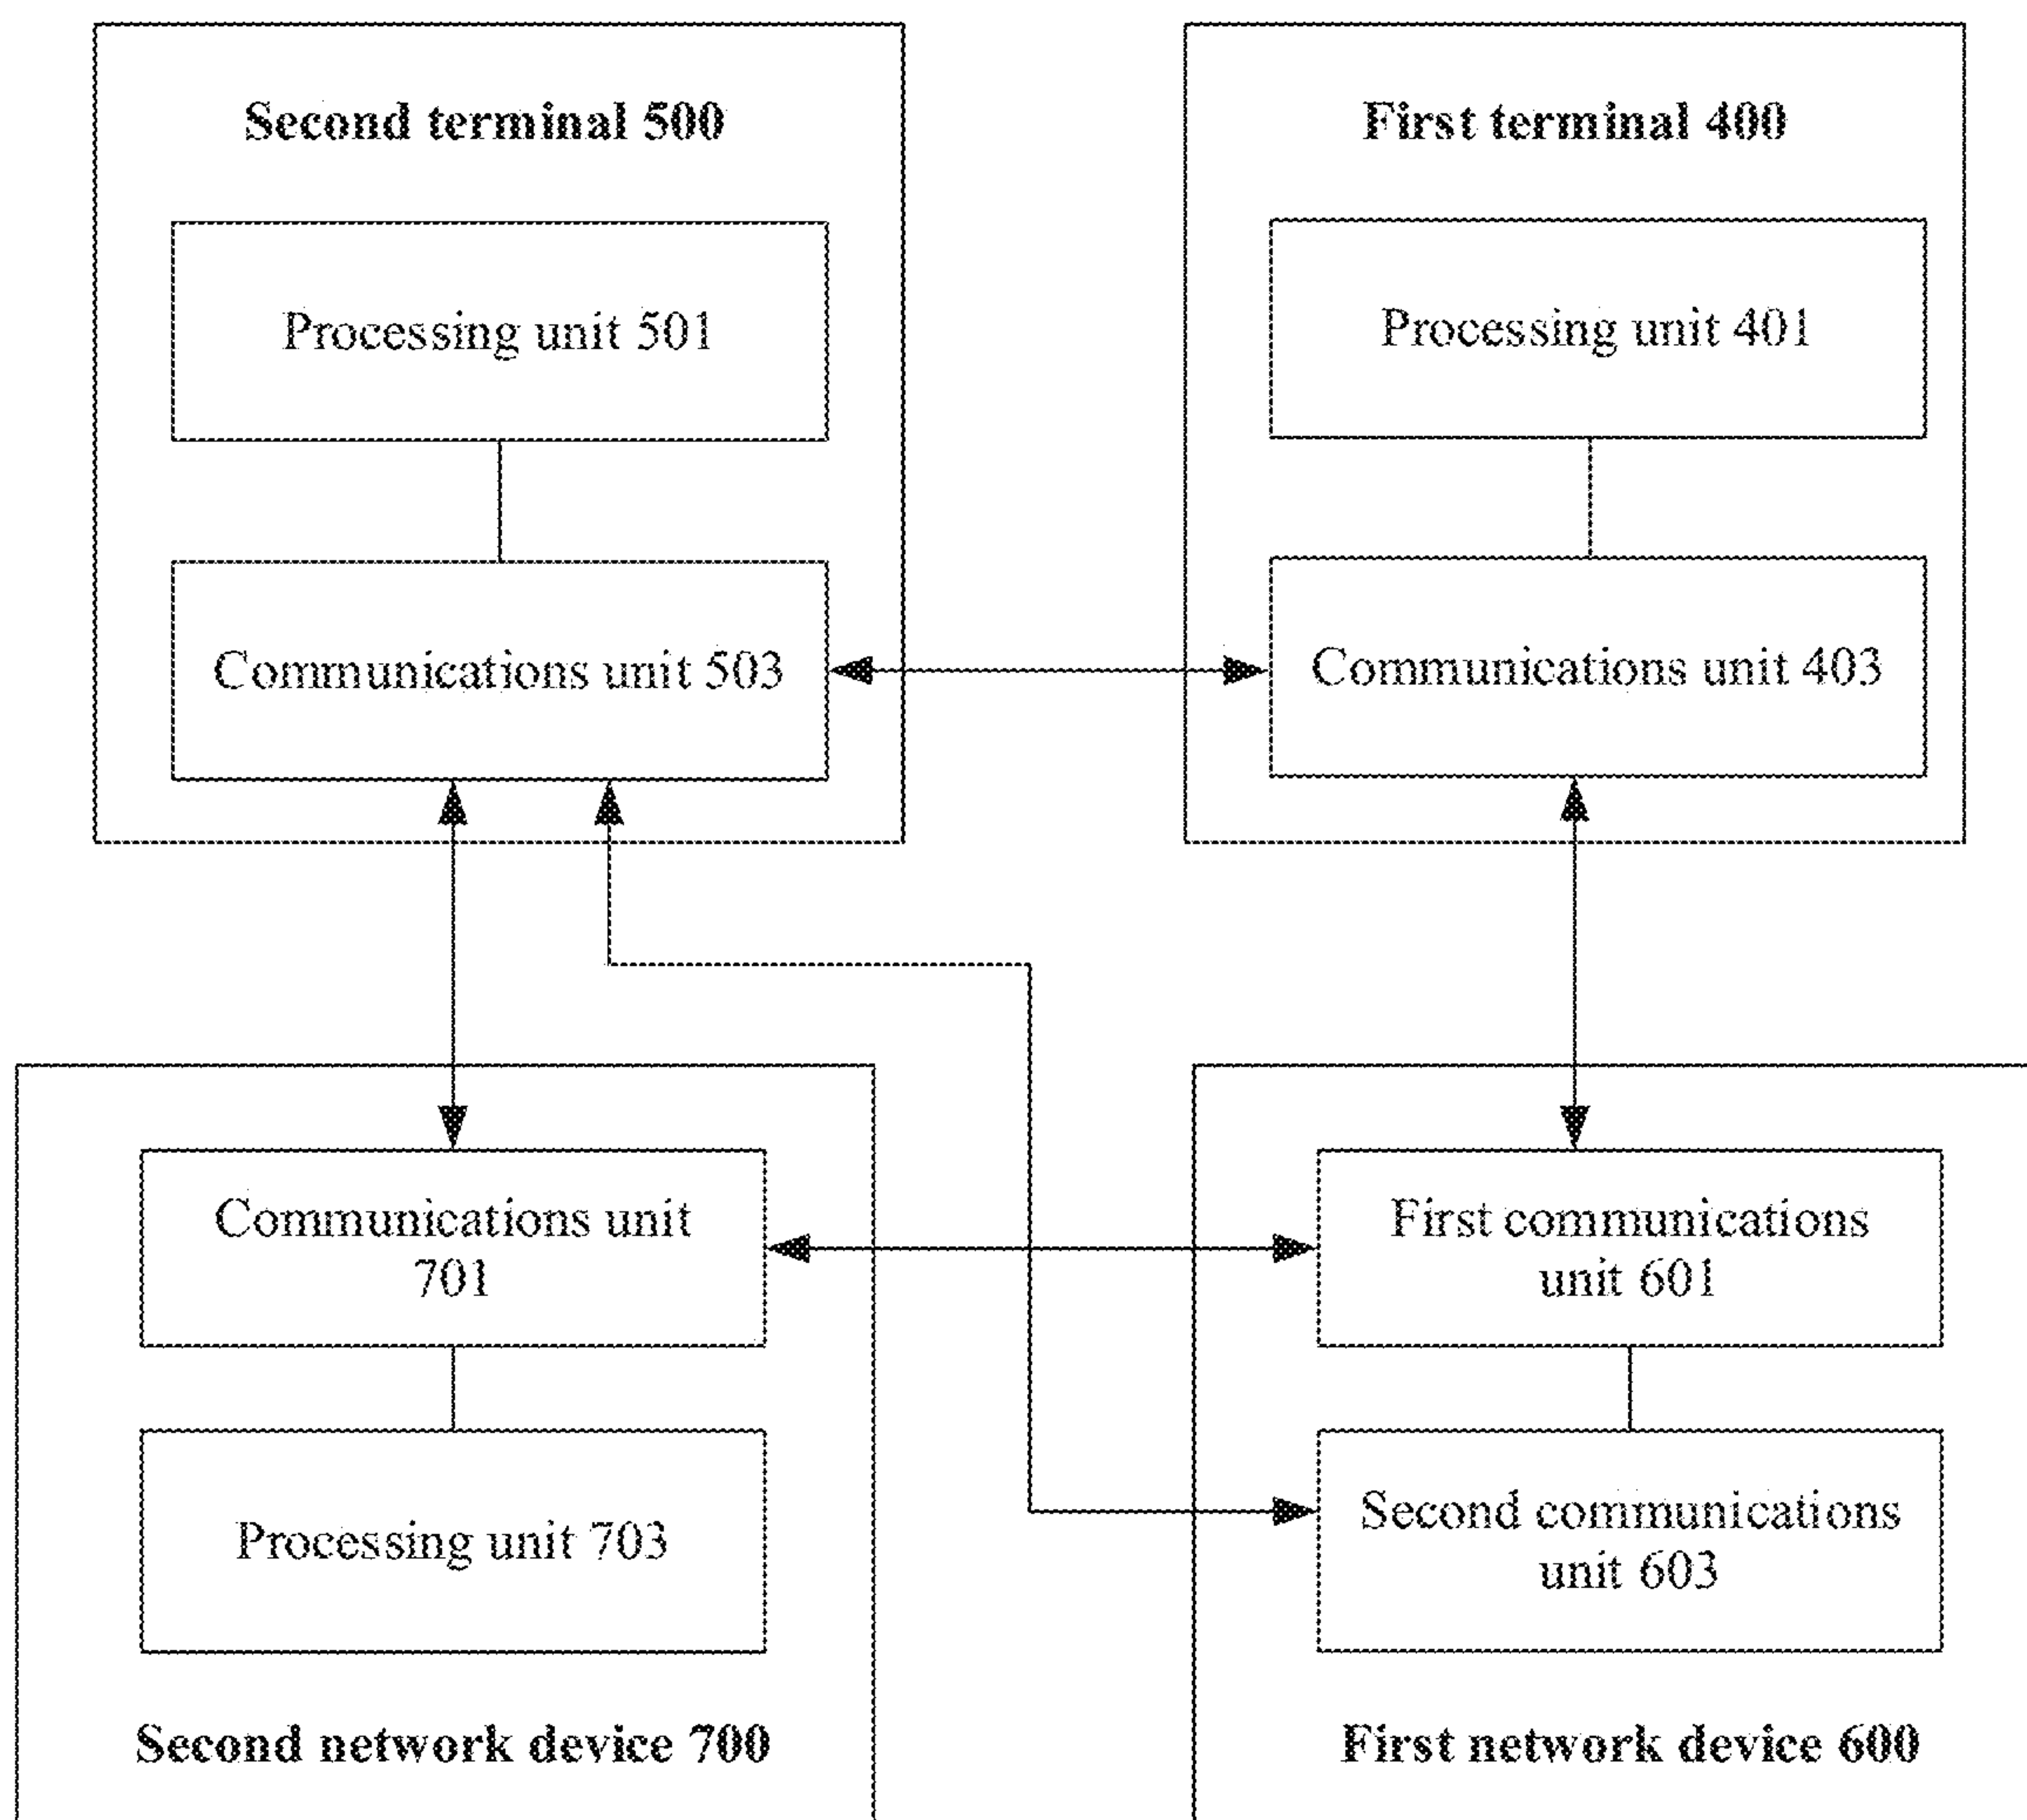 Second terminal 500
First terminal 400
Processing unit 501
Processing unit 401
Communications unit 503
Communications unit 403
Communications unit
701
First communications
unit 601
Processing unit 703
Second communications
unit 603
Second network device 700
First network device 600